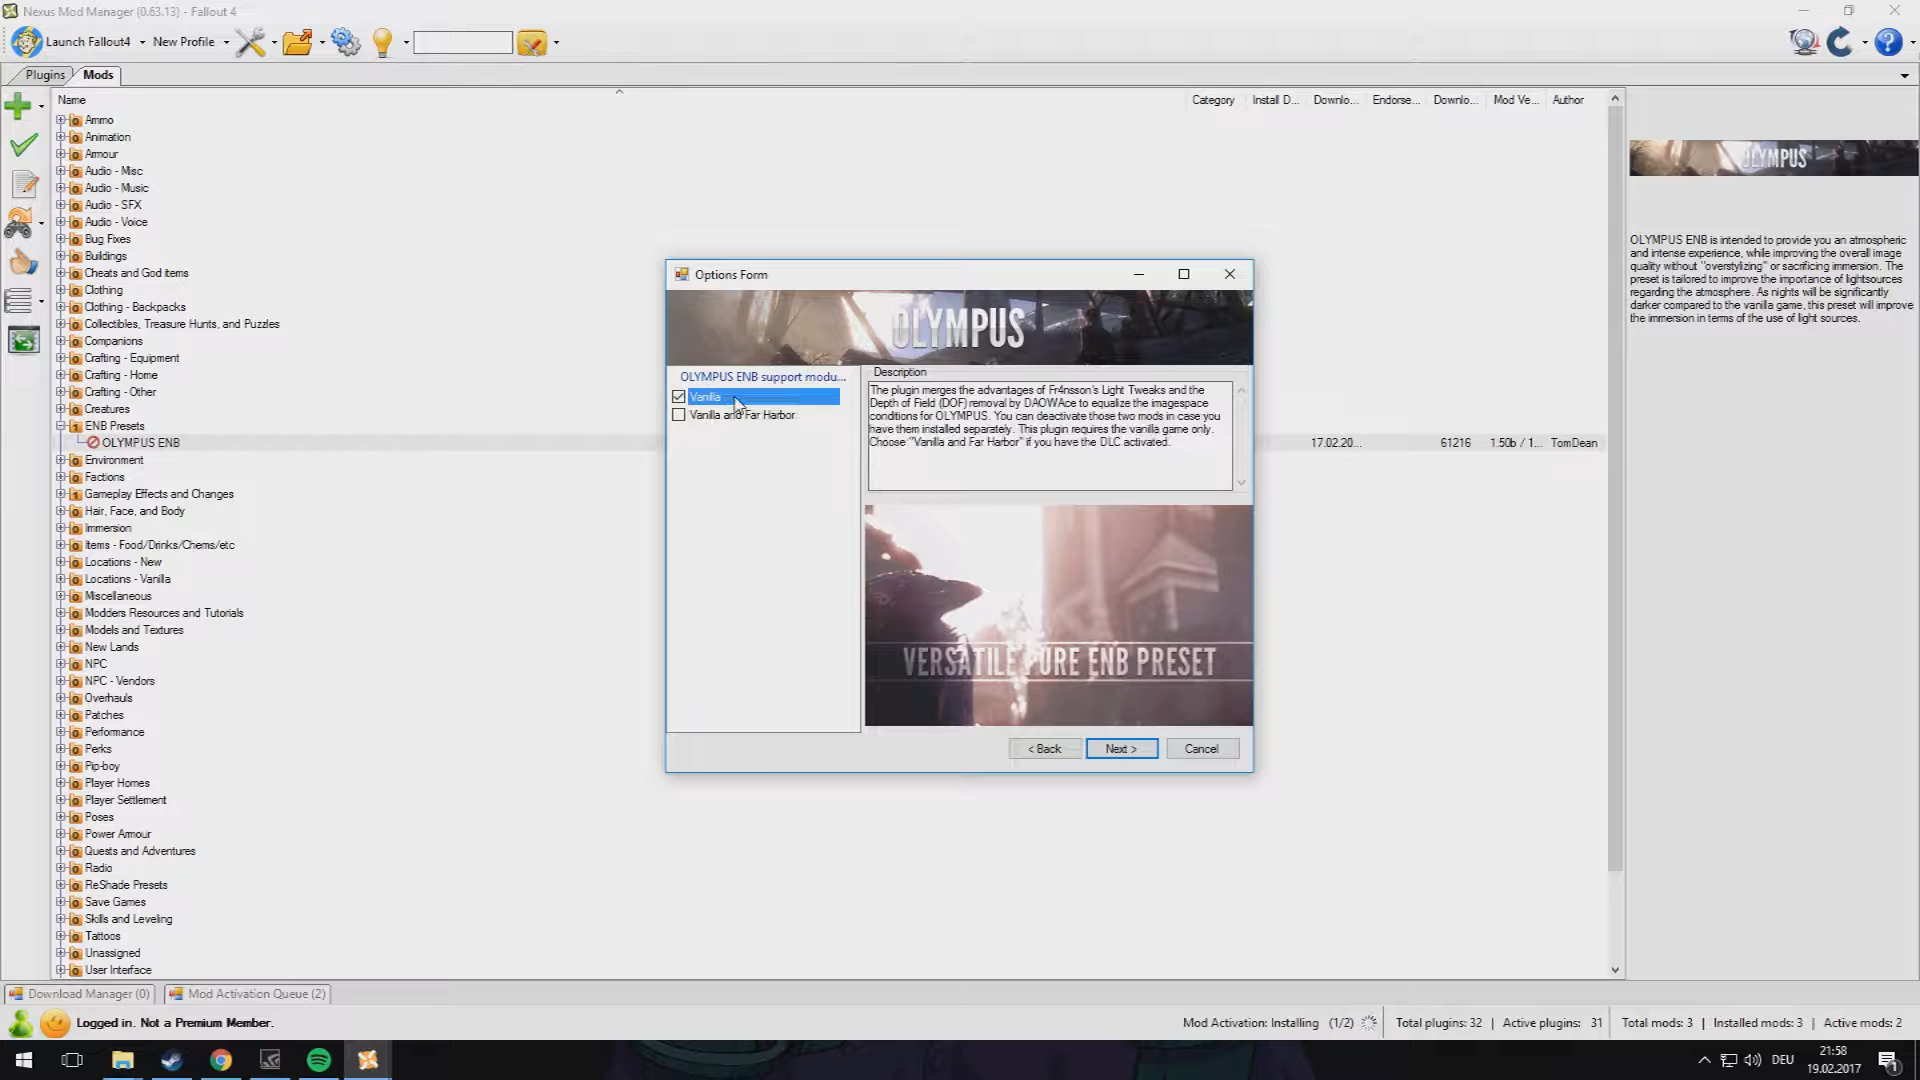 Nexus Mod Manager (0.63.13) - Fallout 4
Launch Fallout4
New Profile
Plugins
Mods
Name
Category
Install D...
Downlo...
Endorse...
Downlo...
Mod Ve...
Author
Ammo
Animation
Armour
Audio - Misc
Audio - Music
Audio - SFX
Audio - Voice
Bug Fixes
Buildings
Cheats and God items
Clothing
Clothing - Backpacks
Collectibles, Treasure Hunts, and Puzzles
Companions
Crafting - Equipment
Crafting - Home
Crafting - Other
Creatures
ENB Presets
OLYMPUS ENB
17.02.20...
61216
1.50b / 1...
TomDean
Environment
Factions
Gameplay Effects and Changes
Hair, Face, and Body
Immersion
Items - Food/Drinks/Chems/etc
Locations - New
Locations - Vanilla
Miscellaneous
Modders Resources and Tutorials
Models and Textures
New Lands
NPC
NPC - Vendors
Overhauls
Patches
Performance
Perks
Pip-boy
Player Homes
Player Settlement
Poses
Power Armour
Quests and Adventures
Radio
ReShade Presets
Save Games
Skills and Leveling
Tattoos
Unassigned
User Interface
Options Form
OLYMPUS
OLYMPUS ENB support modu...
Vanilla
Vanilla and Far Harbor
Description
The plugin merges the advantages of Fr4nsson's Light Tweaks and the
Depth of Field (DOF) removal by DAOWAce to equalize the imagespace
conditions for OLYMPUS. You can deactivate those two mods in case you
have them installed separately. This plugin requires the vanilla game only.
Choose "Vanilla and Far Harbor" if you have the DLC activated.
VERSATILE PURE ENB PRESET
< Back
Next >
Cancel
OLYMPUS
OLYMPUS ENB is intended to provide you an atmospheric
and intense experience, while improving the overall image
quality without "overstylizing" or sacrificing immersion. The
preset is tailored to improve the importance of lightsources
regarding the atmosphere. As nights will be significantly
darker compared to the vanilla game, this preset will improve
the immersion in terms of the use of light sources.
Download Manager (0)
Mod Activation Queue (2)
Logged in. Not a Premium Member.
Mod Activation: Installing (1/2)
Total plugins: 32 | Active plugins: 31
Total mods: 3 | Installed mods: 3 | Active mods: 2
DEU
21:58
19.02.2017
1